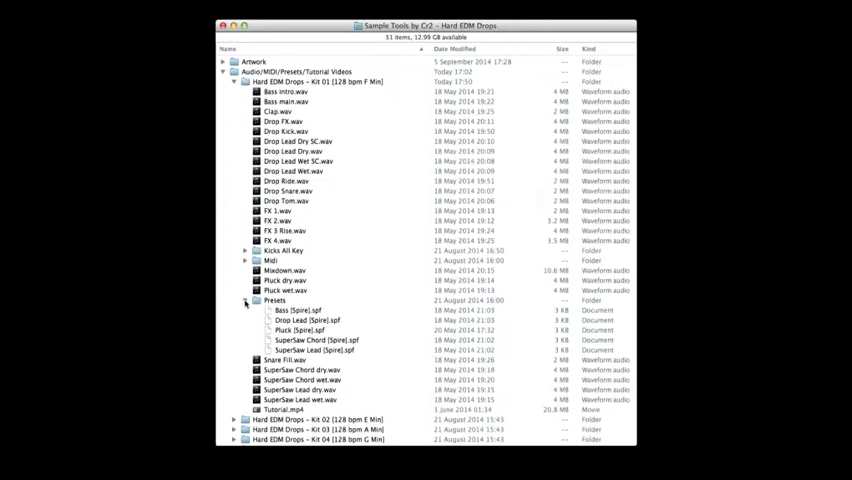 Sample Tools by Cr2 - Hard EDM Drops
51 items, 12.99 GB available
Name Date Modified Size Kind
Artwork 5 September 2014 17:28 -- Folder
Audio/MIDI/Presets/Tutorial Videos Today 17:02 -- Folder
Hard EDM Drops - Kit 01 [128 bpm F Min] Today 17:50 -- Folder
Bass intro.wav 18 May 2014 19:21 4 MB Waveform audio
Bass main.wav 18 May 2014 19:22 4 MB Waveform audio
Clap.wav 18 May 2014 19:25 2 MB Waveform audio
Drop FX.wav 18 May 2014 20:11 4 MB Waveform audio
Drop Kick.wav 18 May 2014 19:50 4 MB Waveform audio
Drop Lead Dry SC.wav 18 May 2014 20:10 4 MB Waveform audio
Drop Lead Dry.wav 18 May 2014 20:09 4 MB Waveform audio
Drop Lead Wet SC.wav 18 May 2014 20:08 4 MB Waveform audio
Drop Lead Wet.wav 18 May 2014 20:09 4 MB Waveform audio
Drop Ride.wav 18 May 2014 19:51 2 MB Waveform audio
Drop Snare.wav 18 May 2014 20:07 2 MB Waveform audio
Drop Tom.wav 18 May 2014 20:06 2 MB Waveform audio
FX 1.wav 18 May 2014 19:13 4 MB Waveform audio
FX 2.wav 18 May 2014 19:12 3.2 MB Waveform audio
FX 3 Rise.wav 18 May 2014 19:24 4 MB Waveform audio
FX 4.wav 18 May 2014 19:25 3.5 MB Waveform audio
Kicks All Key 21 August 2014 16:50 -- Folder
Midi 21 August 2014 16:00 -- Folder
Mixdown.wav 18 May 2014 20:15 10.6 MB Waveform audio
Pluck dry.wav 18 May 2014 19:14 4 MB Waveform audio
Pluck wet.wav 18 May 2014 19:13 4 MB Waveform audio
Presets 21 August 2014 16:00 -- Folder
Bass [Spire].spf 18 May 2014 21:03 3 KB Document
Drop Lead [Spire].spf 18 May 2014 21:03 3 KB Document
Pluck [Spire].spf 20 May 2014 17:32 3 KB Document
SuperSaw Chord [Spire].spf 18 May 2014 21:02 3 KB Document
SuperSaw Lead [Spire].spf 18 May 2014 21:02 3 KB Document
Snare Fill.wav 18 May 2014 19:26 2 MB Waveform audio
SuperSaw Chord dry.wav 18 May 2014 19:18 4 MB Waveform audio
SuperSaw Chord wet.wav 18 May 2014 19:20 4 MB Waveform audio
SuperSaw Lead dry.wav 18 May 2014 19:15 4 MB Waveform audio
SuperSaw Lead wet.wav 18 May 2014 19:15 4 MB Waveform audio
Tutorial.mp4 1 June 2014 01:34 20.8 MB Movie
Hard EDM Drops - Kit 02 [128 bpm E Min] 21 August 2014 15:43 -- Folder
Hard EDM Drops - Kit 03 [128 bpm A Min] 21 August 2014 15:43 -- Folder
Hard EDM Drops - Kit 04 [128 bpm G Min] 21 August 2014 15:43 -- Folder